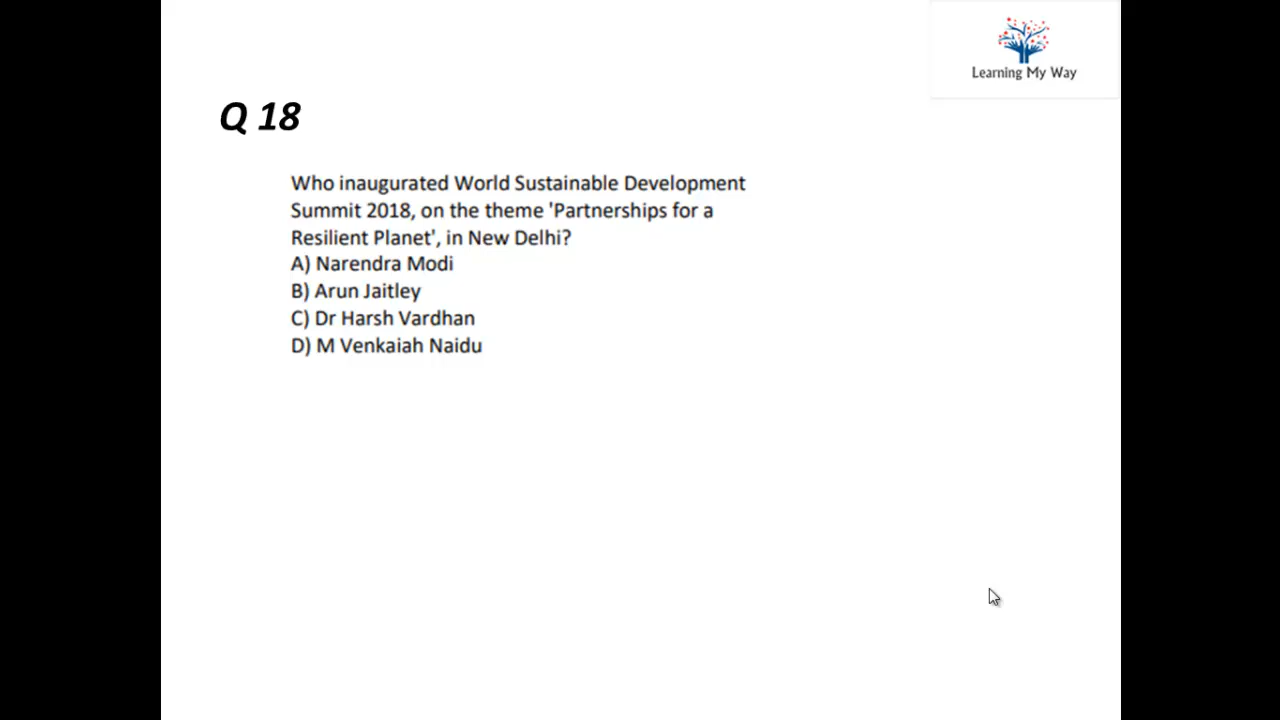 Learning My Way
Q 18
Who inaugurated World Sustainable Development
Summit 2018, on the theme 'Partnerships for a
Resilient Planet', in New Delhi?
A) Narendra Modi
B) Arun Jaitley
C) Dr Harsh Vardhan
D) M Venkaiah Naidu